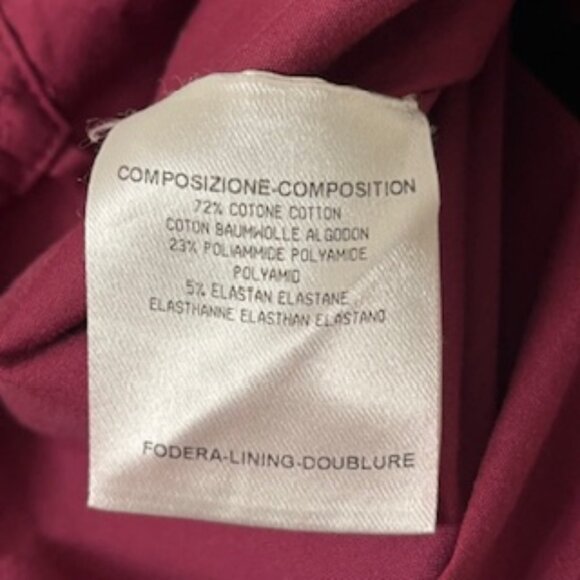 COMPOSIZIONE-COMPOSITION
72% COTONE COTTON
COTON BAUMWOLLE ALGODON
23% POLIAMMIDE POLYAMIDE
POLYAMID
5% ELASTAN ELASTANE
ELASTHANNE ELASTHAN ELASTANO
FODERA-LINING-DOUBLURE